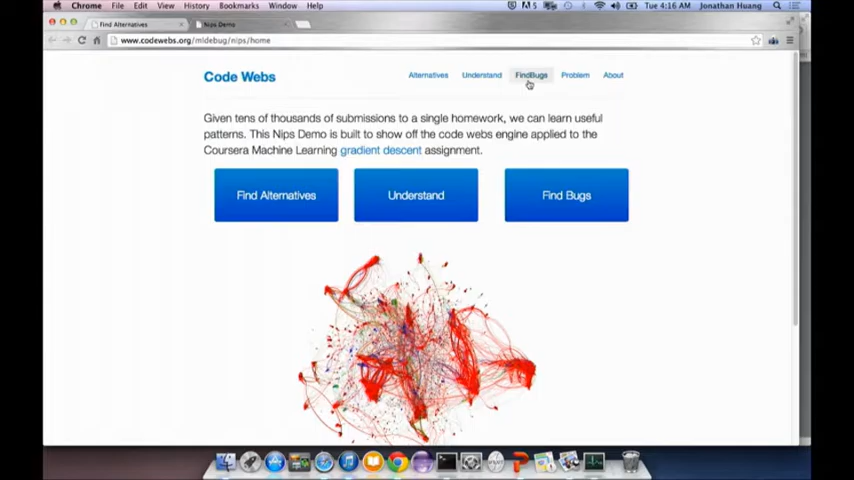 Chrome File Edit View History Bookmarks Window Help
5 Tue 4:16 AM Jonathan Huang
Find Alternatives Nips Demo
www.codewebs.org/mldebug/nips/home
Code Webs
Alternatives Understand FindBugs Problem About
Given tens of thousands of submissions to a single homework, we can learn useful
patterns. This Nips Demo is built to show off the code webs engine applied to the
Coursera Machine Learning gradient descent assignment.
Find Alternatives Understand Find Bugs